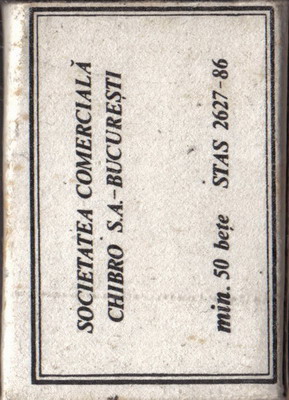 SOCIETATEA COMERCIALĂ
CHIBRO S.A.-BUCUREȘTI
min. 50 bețe STAS 2627-86